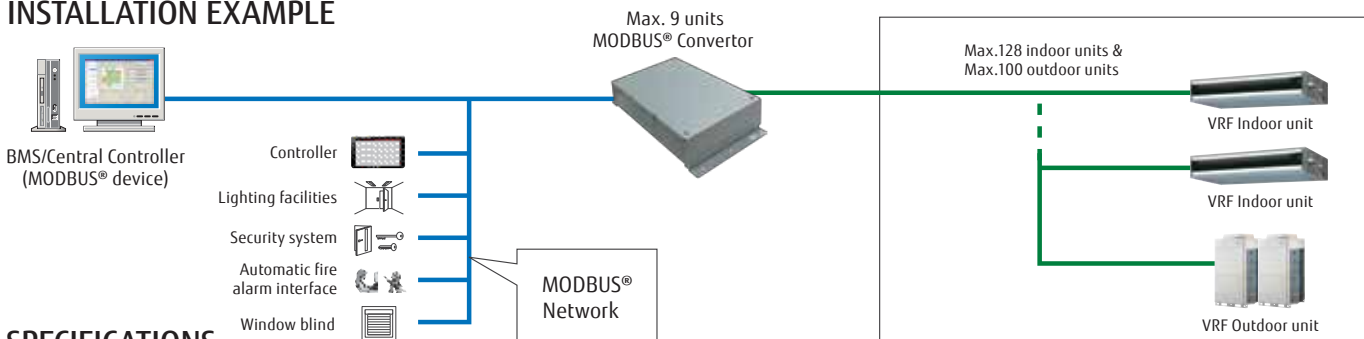 INSTALLATION EXAMPLE
Max. 9 units
MODBUS® Convertor
Max.128 indoor units &
Max.100 outdoor units
VRF Indoor unit
BMS/Central Controller
(MODBUS® device)
Controller
Lighting facilities
Security system
Automatic fire
alarm interface
Window blind
MODBUS®
Network
VRF Indoor unit
VRF Outdoor unit
SPECIFICATIONS